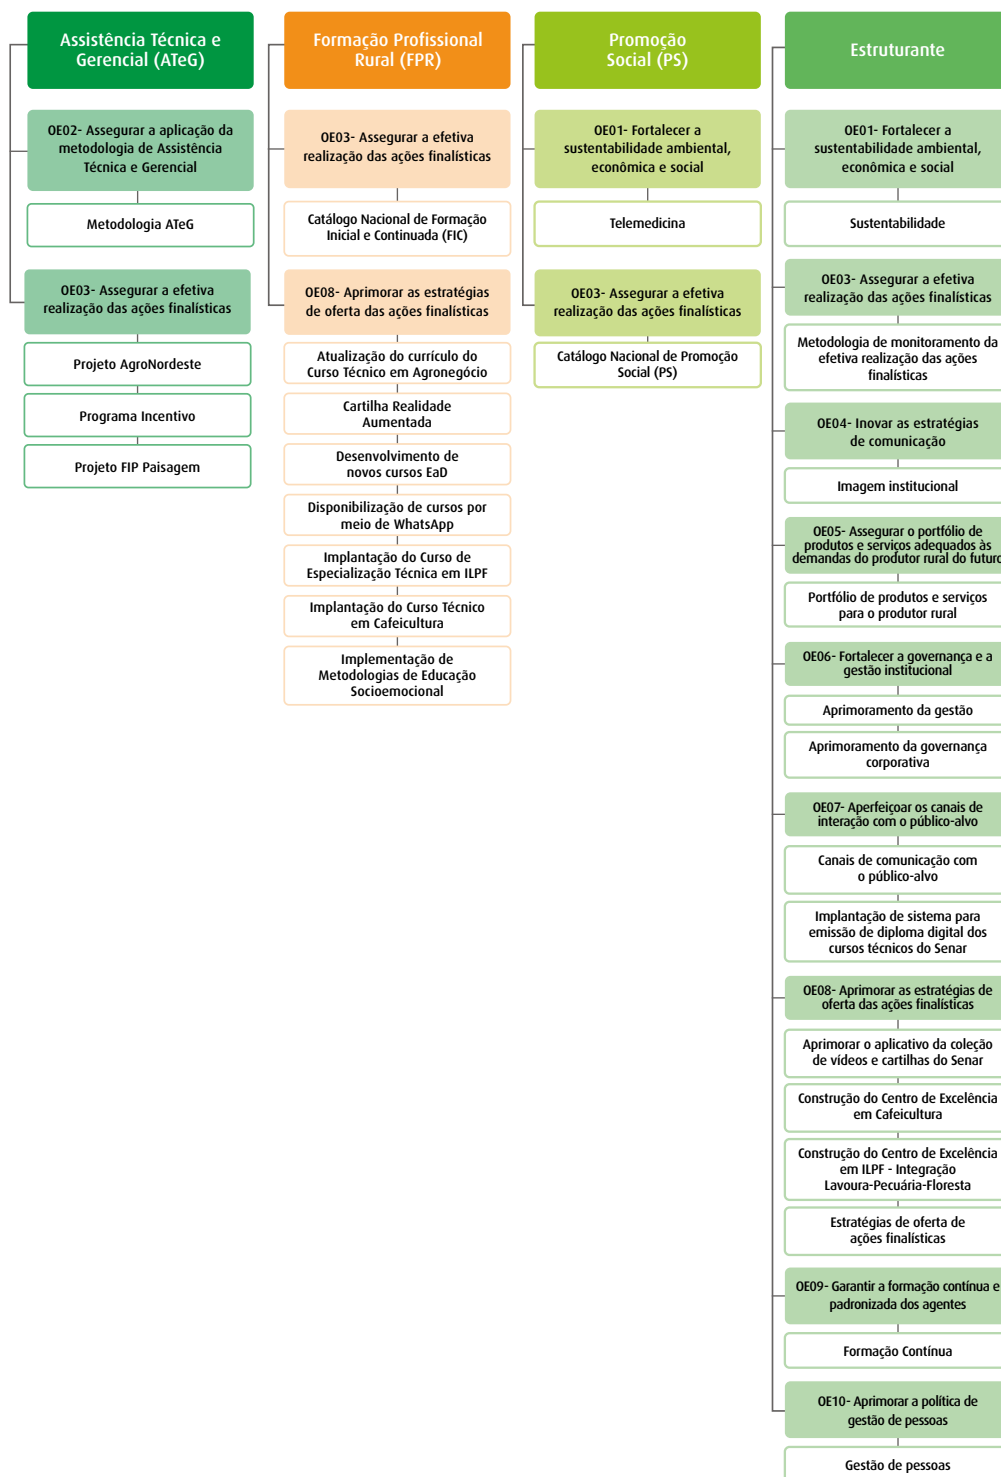 Assistência Técnica e
Gerencial (ATeG)
OE02- Assegurar a aplicação da
metodologia de Assistência
Técnica e Gerencial
Metodologia ATeG
OE03- Assegurar a efetiva
realização das ações finalísticas
Projeto AgroNordeste
Programa Incentivo
Projeto FIP Paisagem
Formação Profissional
Rural (FPR)
OE03- Assegurar a efetiva
realização das ações finalísticas
Catálogo Nacional de Formação
Inicial e Continuada (FIC)
OE08- Aprimorar as estratégias
de oferta das ações finalísticas
Atualização do currículo do
Curso Técnico em Agronegócio
Cartilha Realidade
Aumentada
Desenvolvimento de
novos cursos EaD
Disponibilização de cursos por
meio de WhatsApp
Implantação do Curso de
Especialização Técnica em ILPF
Implantação do Curso Técnico
em Cafeicultura
Implementação de
Metodologias de Educação
Socioemocional
Promoção
Social (PS)
OE01- Fortalecer a
sustentabilidade ambiental,
econômica e social
Telemedicina
OE03- Assegurar a efetiva
realização das ações finalísticas
Catálogo Nacional de Promoção
Social (PS)
Estruturante
OE01- Fortalecer a
sustentabilidade ambiental,
econômica e social
Sustentabilidade
OE03- Assegurar a efetiva
realização das ações finalísticas
Metodologia de monitoramento da
efetiva realização das ações
finalísticas
OE04- Inovar as estratégias
de comunicação
Imagem institucional
OE05- Assegurar o portfólio de
produtos e serviços adequados às
demandas do produtor rural do futuro
Portfólio de produtos e serviços
para o produtor rural
OE06- Fortalecer a governança e a
gestão institucional
Aprimoramento da gestão
Aprimoramento da governança
corporativa
OE07- Aperfeiçoar os canais de
interação com o público-alvo
Canais de comunicação com
o público-alvo
Implantação de sistema para
emissão de diploma digital dos
cursos técnicos do Senar
OE08- Aprimorar as estratégias de
oferta das ações finalísticas
Aprimorar o aplicativo da coleção
de vídeos e cartilhas do Senar
Construção do Centro de Excelência
em Cafeicultura
Construção do Centro de Excelência
em ILPF - Integração
Lavoura-Pecuária-Floresta
Estratégias de oferta de
ações finalísticas
OE09- Garantir a formação contínua e
padronizada dos agentes
Formação Contínua
OE10- Aprimorar a política de
gestão de pessoas
Gestão de pessoas